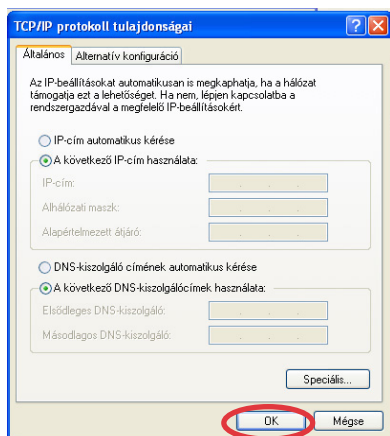 TCP/IP protokoll tulajdonságai
Általános
Alternatív konfiguráció
Az IP-beállításokat automatikusan is megkaphatja, ha a hálózat
támogatja ezt a lehetőséget. Ha nem, lépjen kapcsolatba a
rendszergazdával a megfelelő IP-beállításokért.
IP-cím automatikus kérése
A következő IP-cím használata:
IP-cím:
Alhálózati maszk:
Alapértelmezett átjáró:
DNS-kiszolgáló címének automatikus kérése
A következő DNS-kiszolgálócímek használata:
Elsődleges DNS-kiszolgáló:
Másodlagos DNS-kiszolgáló:
Speciális...
OK
Mégse